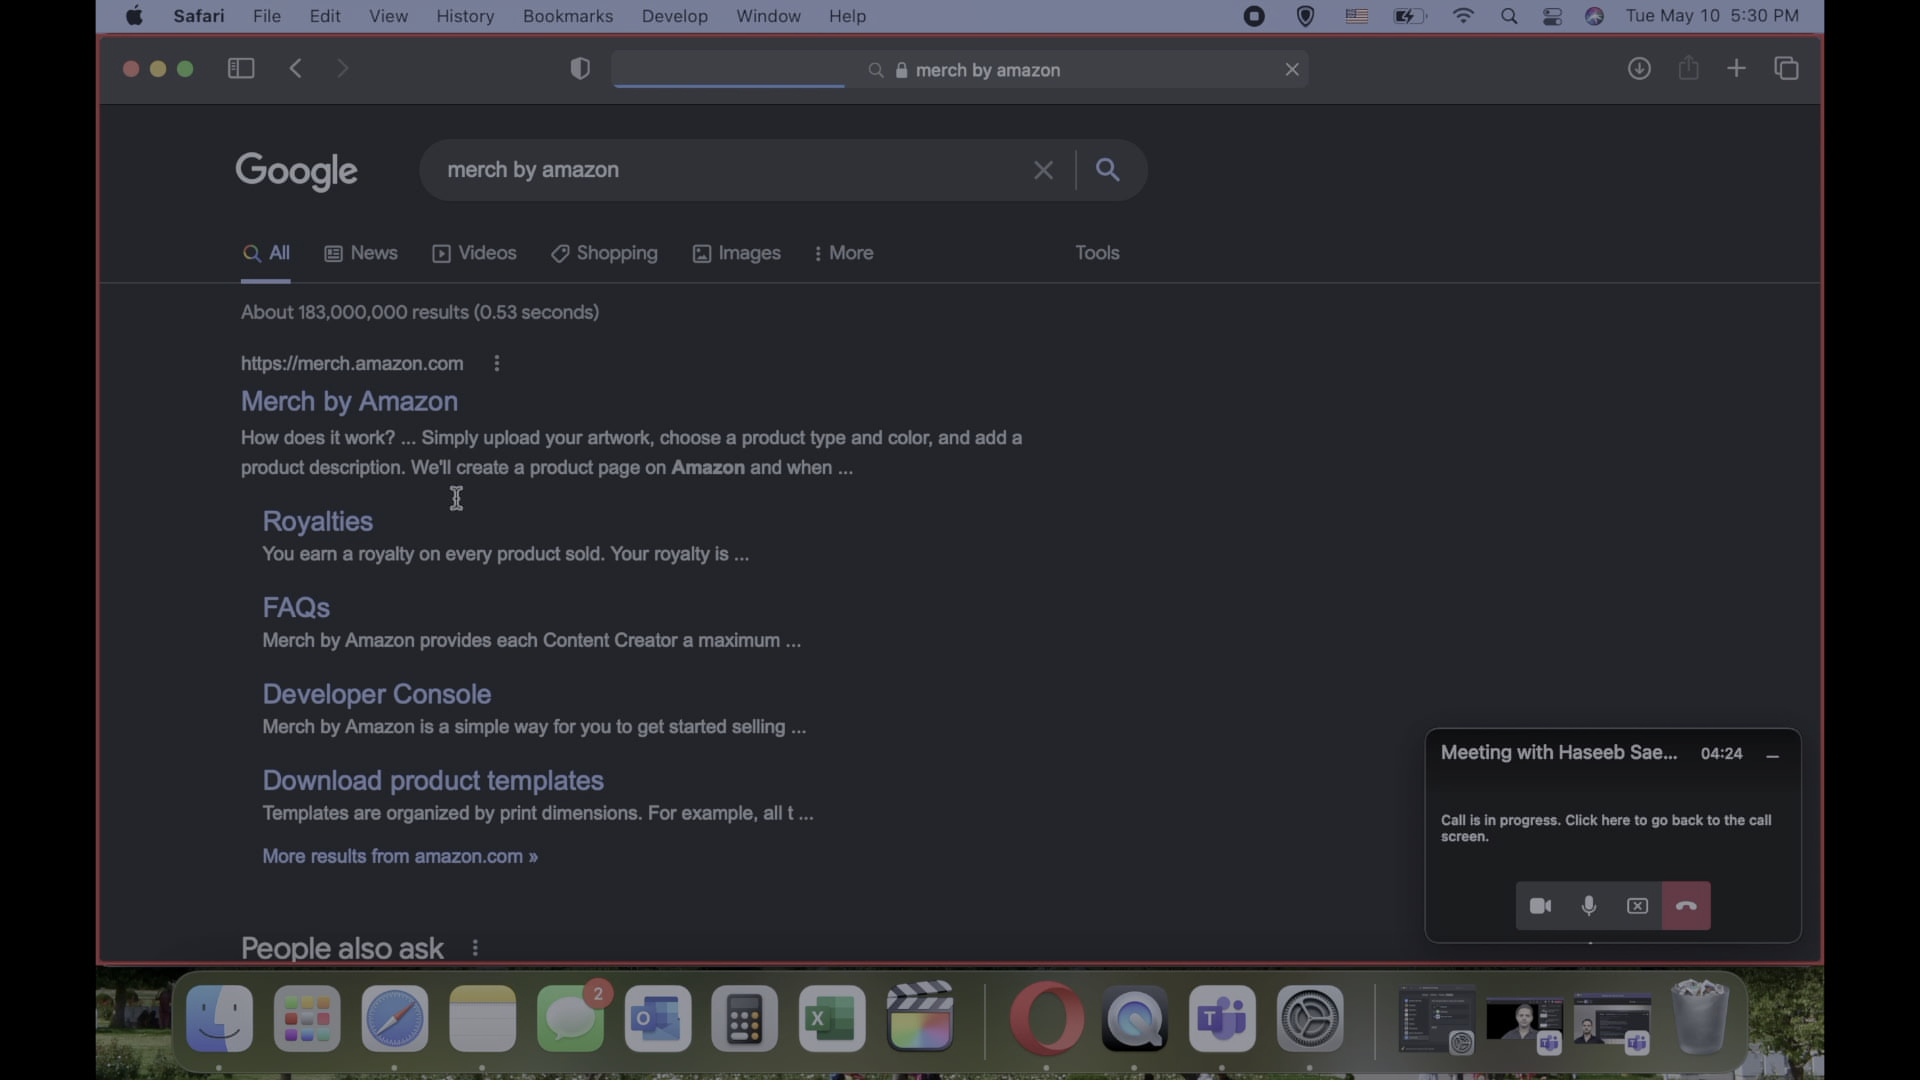 Safari File Edit View History Bookmarks Develop Window Help Tue May 10 5:30 PM
merch by amazon
Google
merch by amazon
All News Videos Shopping Images More Tools
About 183,000,000 results (0.53 seconds)
https://merch.amazon.com
Merch by Amazon
How does it work? ... Simply upload your artwork, choose a product type and color, and add a
product description. We'll create a product page on Amazon and when ...
Royalties
You earn a royalty on every product sold. Your royalty is ...
FAQs
Merch by Amazon provides each Content Creator a maximum ...
Developer Console
Merch by Amazon is a simple way for you to get started selling ...
Download product templates
Templates are organized by print dimensions. For example, all t ...
More results from amazon.com »
People also ask
Meeting with Haseeb Sae... 04:24
Call is in progress. Click here to go back to the call
screen.
2